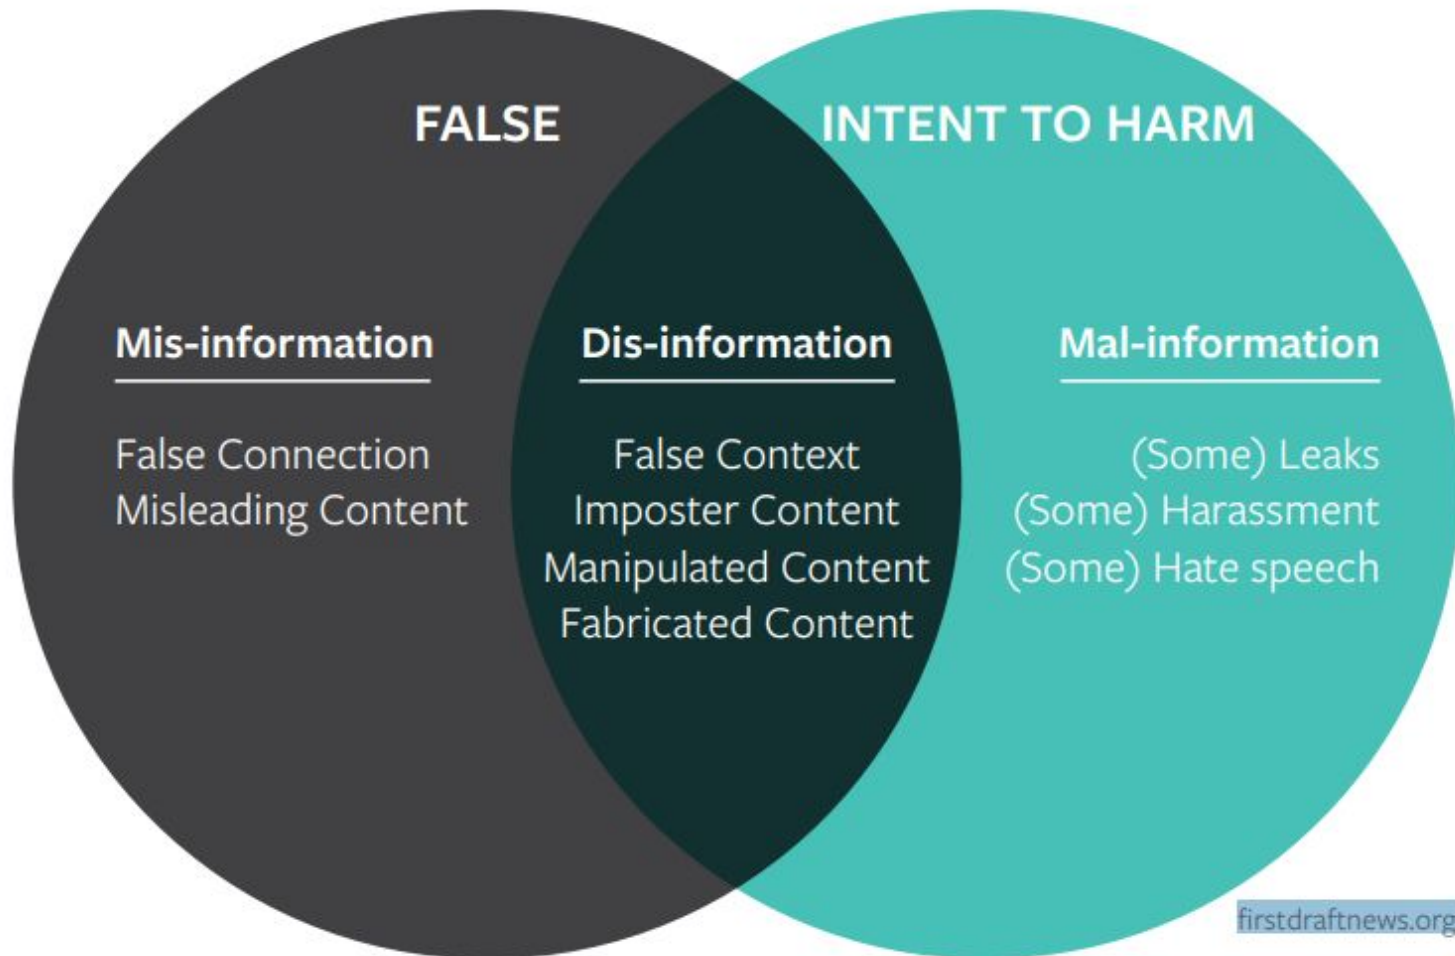 FALSE
INTENT TO HARM
Mis-information
False Connection
Misleading Content
Dis-information
False Context
Imposter Content
Manipulated Content
Fabricated Content
Mal-information
(Some) Leaks
(Some) Harassment
(Some) Hate speech
firstdraftnews.org